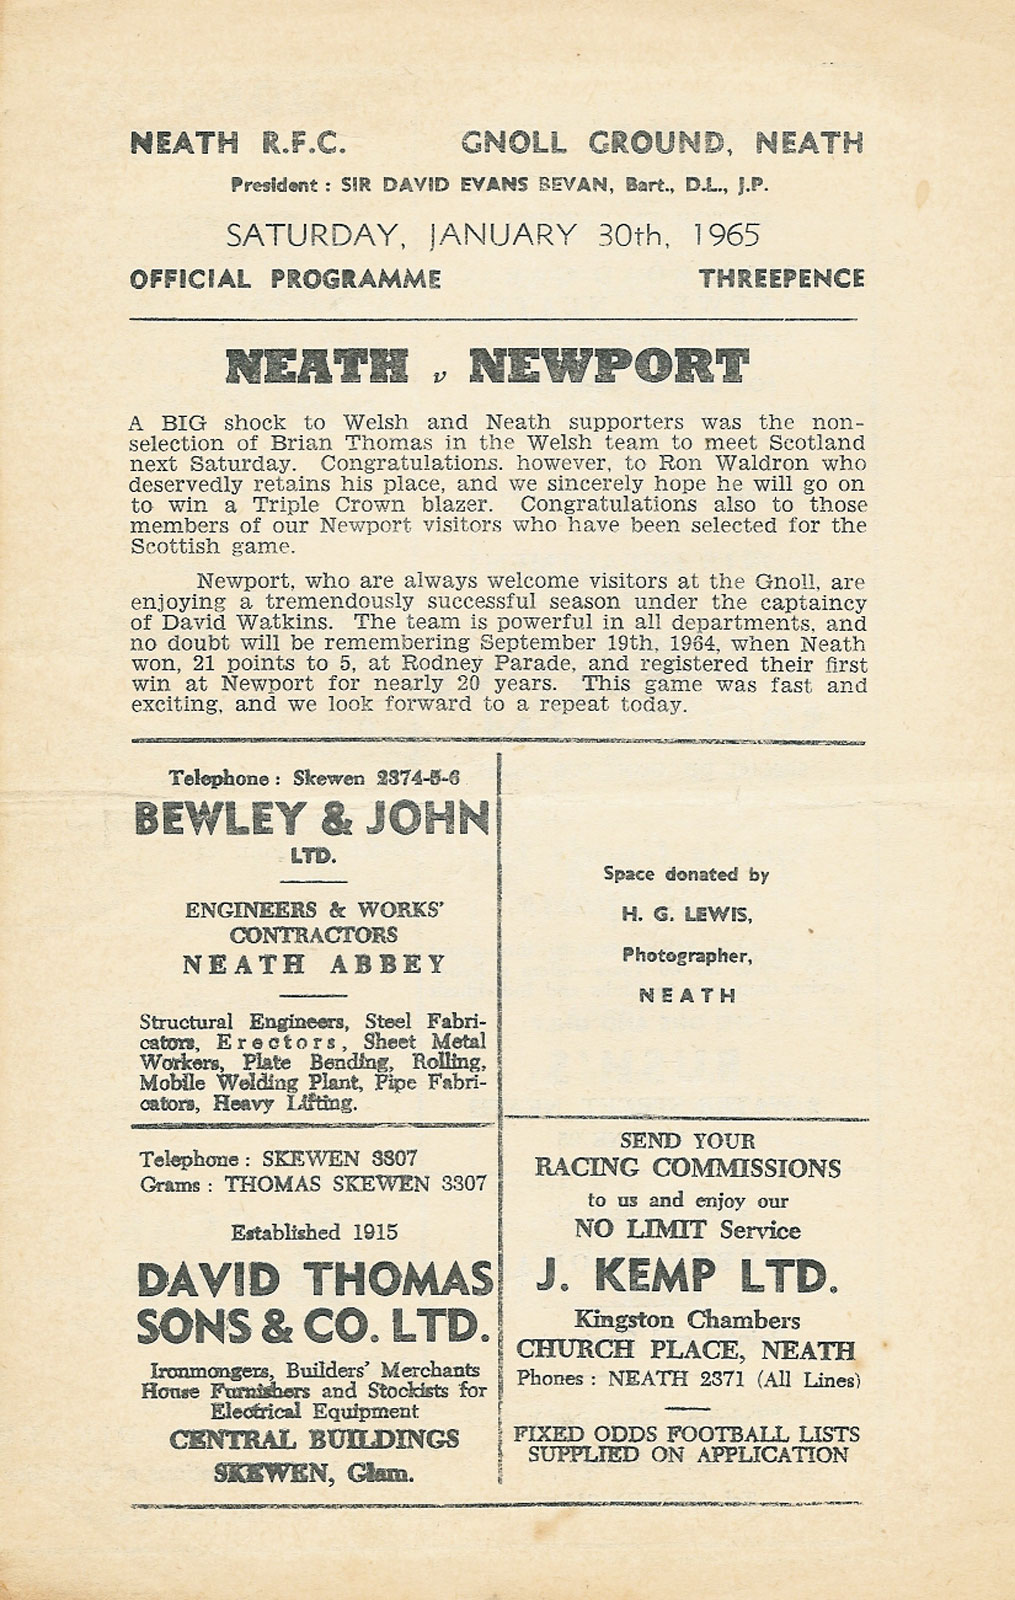 NEATH R.F.C. GNOLL GROUND, NEATH
President : SIR DAVID EVANS BEVAN, Bart., D.L., J.P.
SATURDAY, JANUARY 30th, 1965
OFFICIAL PROGRAMME THREEPENCE
NEATH v NEWPORT
A BIG shock to Welsh and Neath supporters was the non-
selection of Brian Thomas in the Welsh team to meet Scotland
next Saturday. Congratulations. however, to Ron Waldron who
deservedly retains his place, and we sincerely hope he will go on
to win a Triple Crown blazer. Congratulations also to those
members of our Newport visitors who have been selected for the
Scottish game.
Newport, who are always welcome visitors at the Gnoll, are
enjoying a tremendously successful season under the captaincy
of David Watkins. The team is powerful in all departments, and
no doubt will be remembering September 19th, 1964, when Neath
won, 21 points to 5, at Rodney Parade, and registered their first
win at Newport for nearly 20 years. This game was fast and
exciting, and we look forward to a repeat today.
Telephone : Skewen 2374-5-6
BEWLEY & JOHN
LTD.
ENGINEERS & WORKS'
CONTRACTORS
NEATH ABBEY
Structural Engineers, Steel Fabri-
cators, Erectors, Sheet Metal
Workers, Plate Bending, Rolling,
Mobile Welding Plant, Pipe Fabri-
cators, Heavy Lifting.
Telephone : SKEWEN 3307
Grams : THOMAS SKEWEN 3307
Established 1915
DAVID THOMAS
SONS & CO. LTD.
Ironmongers, Builders' Merchants
House Furnishers and Stockists for
Electrical Equipment
CENTRAL BUILDINGS
SKEWEN, Glam.
Space donated by
H. G. LEWIS,
Photographer,
NEATH
SEND YOUR
RACING COMMISSIONS
to us and enjoy our
NO LIMIT Service
J. KEMP LTD.
Kingston Chambers
CHURCH PLACE, NEATH
Phones : NEATH 2371 (All Lines)
FIXED ODDS FOOTBALL LISTS
SUPPLIED ON APPLICATION